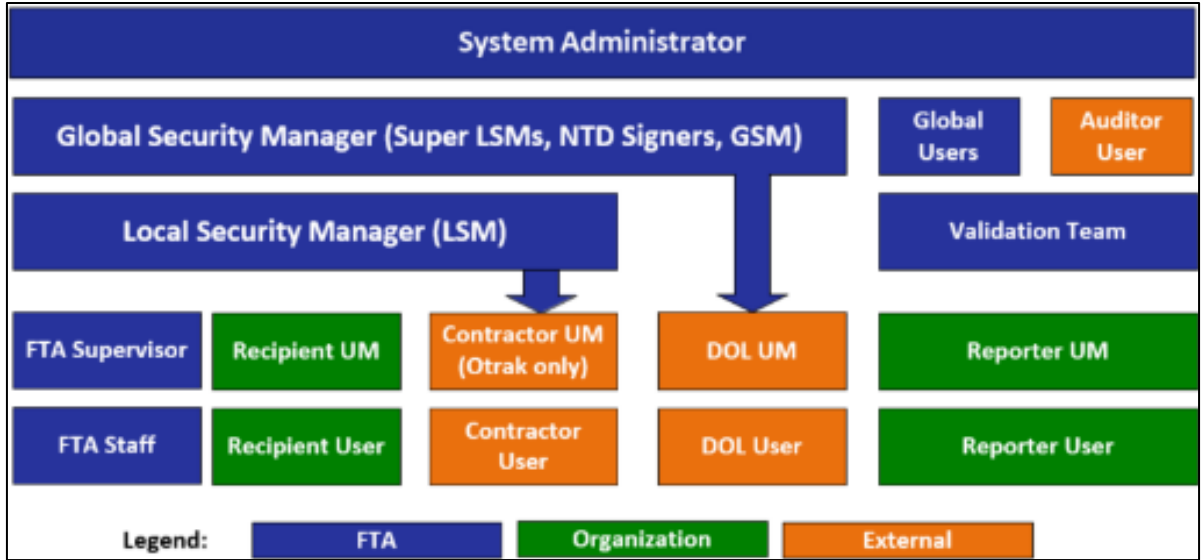 System Administrator
Global Security Manager (Super LSMs, NTD Signers, GSM)
Global
Users
Auditor
User
Local Security Manager (LSM)
Validation Team
FTA Supervisor
Recipient UM
Contractor UM
(Otrak only)
DOL UM
Reporter UM
FTA Staff
Recipient User
Contractor
User
DOL User
Reporter User
Legend:
FTA
Organization
External